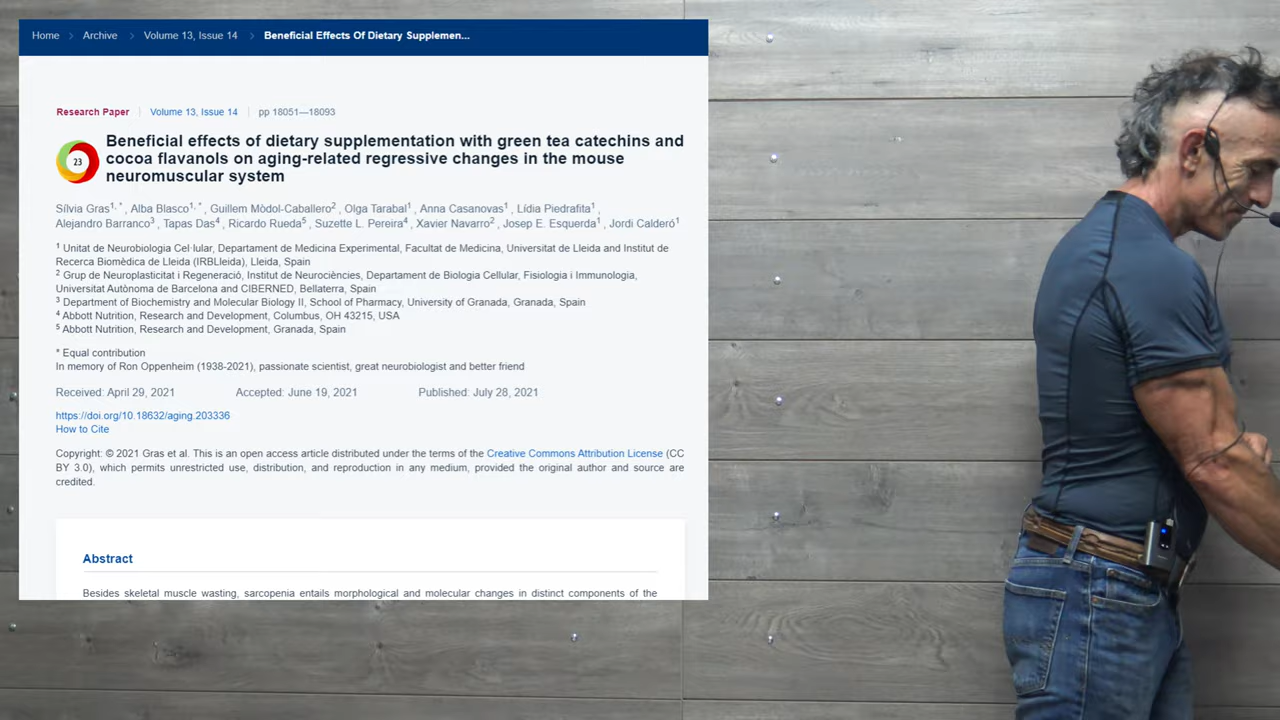 Home > Archive > Volume 13, Issue 14 > Beneficial Effects Of Dietary Supplemen...
Research Paper | Volume 13, Issue 14 | pp 18051—18093
Beneficial effects of dietary supplementation with green tea catechins and
23
cocoa flavanols on aging-related regressive changes in the mouse
neuromuscular system
Sílvia Gras1,*, Alba Blasco1,*, Guillem Mòdol-Caballero2, Olga Tarabal1, Anna Casanovas1, Lídia Piedrafita1,
Alejandro Barranco3, Tapas Das4, Ricardo Rueda5, Suzette L. Pereira4, Xavier Navarro2, Josep E. Esquerda1, Jordi Calderó1
1 Unitat de Neurobiologia Cel·lular, Departament de Medicina Experimental, Facultat de Medicina, Universitat de Lleida and Institut de
Recerca Biomèdica de Lleida (IRBLleida), Lleida, Spain
2 Grup de Neuroplasticitat i Regeneració, Institut de Neurociències, Departament de Biologia Cellular, Fisiologia i Immunologia,
Universitat Autònoma de Barcelona and CIBERNED, Bellaterra, Spain
3 Department of Biochemistry and Molecular Biology II, School of Pharmacy, University of Granada, Granada, Spain
4 Abbott Nutrition, Research and Development, Columbus, OH 43215, USA
5 Abbott Nutrition, Research and Development, Granada, Spain
* Equal contribution
In memory of Ron Oppenheim (1938-2021), passionate scientist, great neurobiologist and better friend
Received: April 29, 2021 Accepted: June 19, 2021 Published: July 28, 2021
https://doi.org/10.18632/aging.203336
How to Cite
Copyright: © 2021 Gras et al. This is an open access article distributed under the terms of the Creative Commons Attribution License (CC
BY 3.0), which permits unrestricted use, distribution, and reproduction in any medium, provided the original author and source are
credited.
Abstract
Besides skeletal muscle wasting, sarcopenia entails morphological and molecular changes in distinct components of the